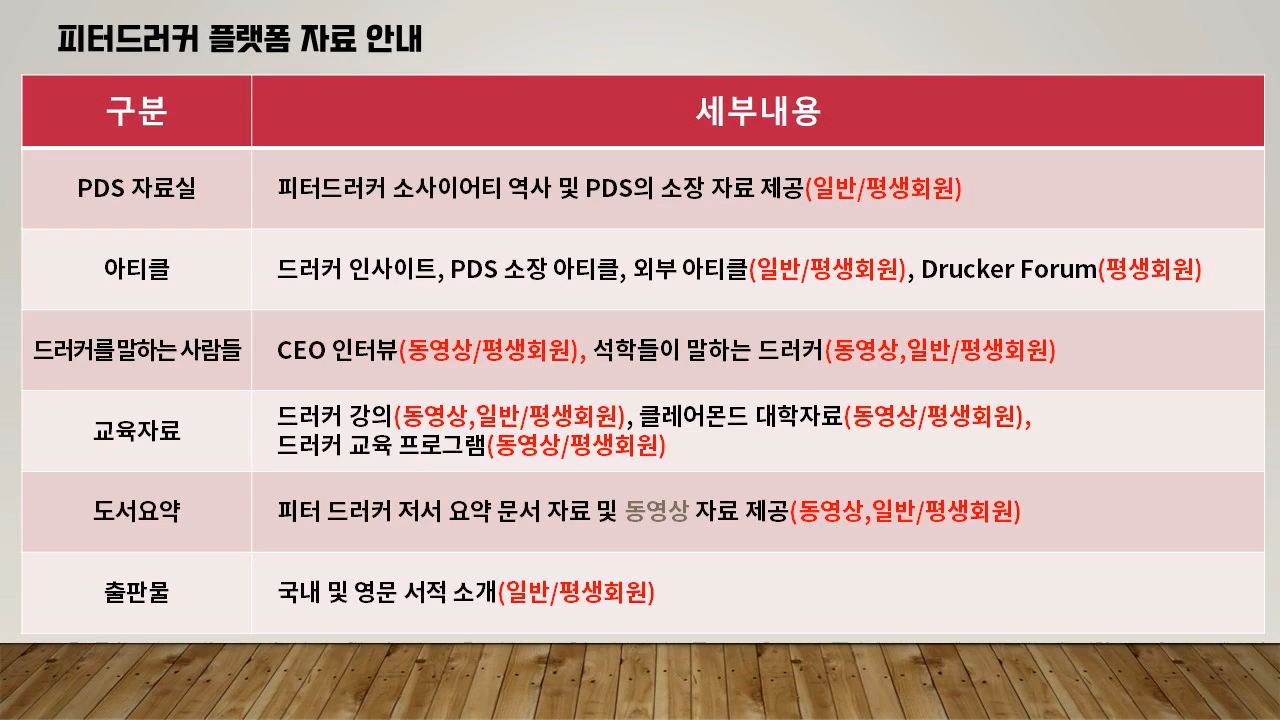 피터드러커 플랫폼 자료 안내
구분
세부내용
PDS 자료실
피터드러커 소사이어티 역사 및 PDS의 소장 자료 제공(일반/평생회원)
아티클
드러커 인사이트, PDS 소장 아티클, 외부 아티클(일반/평생회원), Drucker Forum(평생회원)
드러커를 말하는 사람들
CEO 인터뷰(동영상/평생회원), 석학들이 말하는 드러커(동영상,일반/평생회원)
교육자료
드러커 강의(동영상,일반/평생회원), 클레어몬드 대학자료(동영상/평생회원),
드러커 교육 프로그램(동영상/평생회원)
도서요약
피터 드러커 저서 요약 문서 자료 및 동영상 자료 제공(동영상,일반/평생회원)
출판물
국내 및 영문 서적 소개(일반/평생회원)